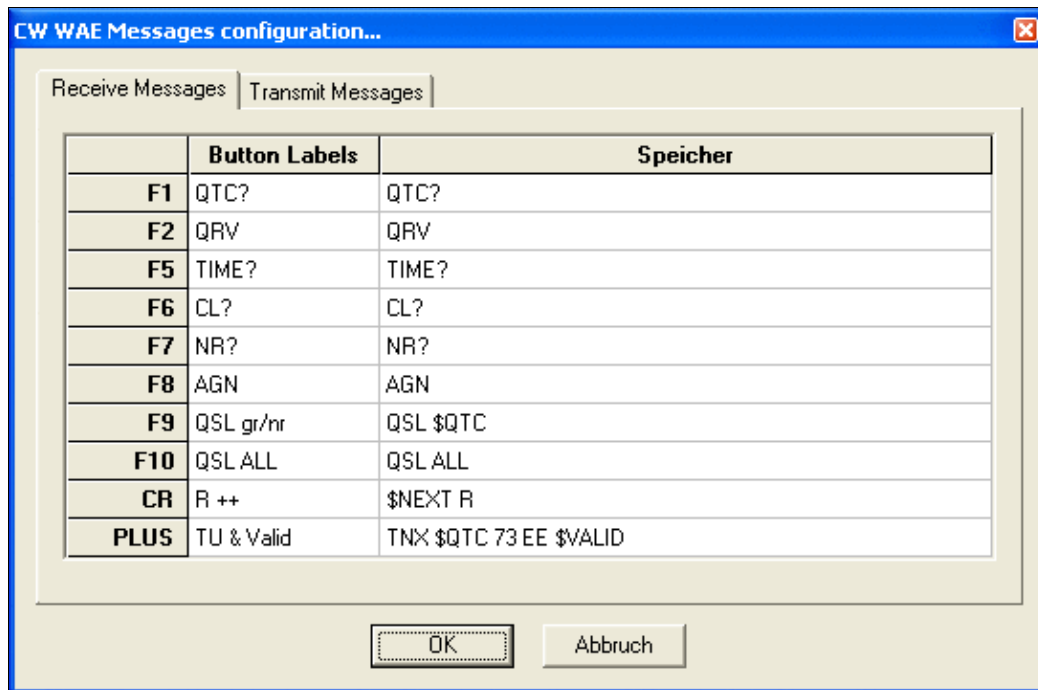 CW WAE Messages configuration...
Receive Messages Transmit Messages
Button Labels Speicher
F1 QTC? QTC?
F2 QRV QRV
F5 TIME? TIME?
F6 CL? CL?
F7 NR? NR?
F8 AGN AGN
F9 QSL gr/nr QSL $QTC
F10 QSL ALL QSL ALL
CR R ++ $NEXT R
PLUS TU & Valid TNX $QTC 73 EE $VALID
OK Abbruch